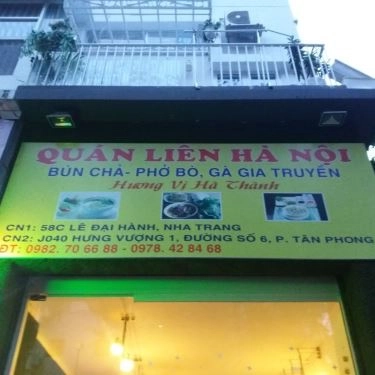 QUÁN LIÊN HÀ NỘI
BÚN CHẢ- PHỞ BÒ, GÀ GIA TRUYỀN
Hương Vị Hà Thành
CN1: 58C LÊ ĐẠI HÀNH, NHA TRANG
CN2: J040 HƯNG VƯỢNG 1, ĐƯỜNG SỐ 6, P. TÂN PHONG
ĐT: 0982. 70 66 88 - 0978. 42 84 68